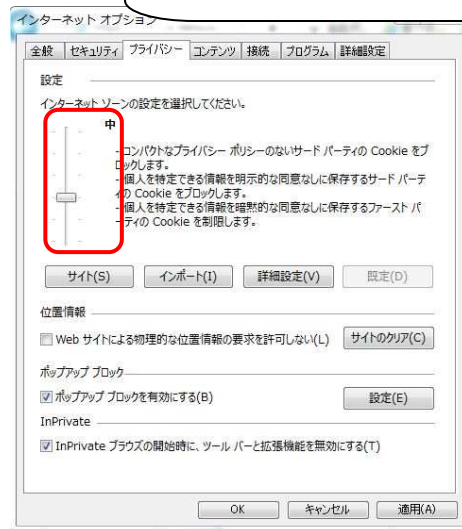 インターネット オプション
全般 セキュリティ プライバシー コンテンツ 接続 プログラム 詳細設定
設定
インターネット ゾーンの設定を選択してください。
中
- コンパクトなプライバシー ポリシーのないサード パーティの Cookie をブ
ロックします。
- 個人を特定できる情報を明示的な同意なしに保存するサード パーテ
ィの Cookie をブロックします。
- 個人を特定できる情報を暗黙的な同意なしに保存するファースト パ
ーティの Cookie を制限します。
サイト(S) インポート(I) 詳細設定(V) 既定(D)
位置情報
Web サイトによる物理的な位置情報の要求を許可しない(L) サイトのクリア(C)
ポップアップ ブロック
ポップアップ ブロックを有効にする(B) 設定(E)
InPrivate
InPrivate ブラウズの開始時に、ツール バーと拡張機能を無効にする(T)
OK キャンセル 適用(A)